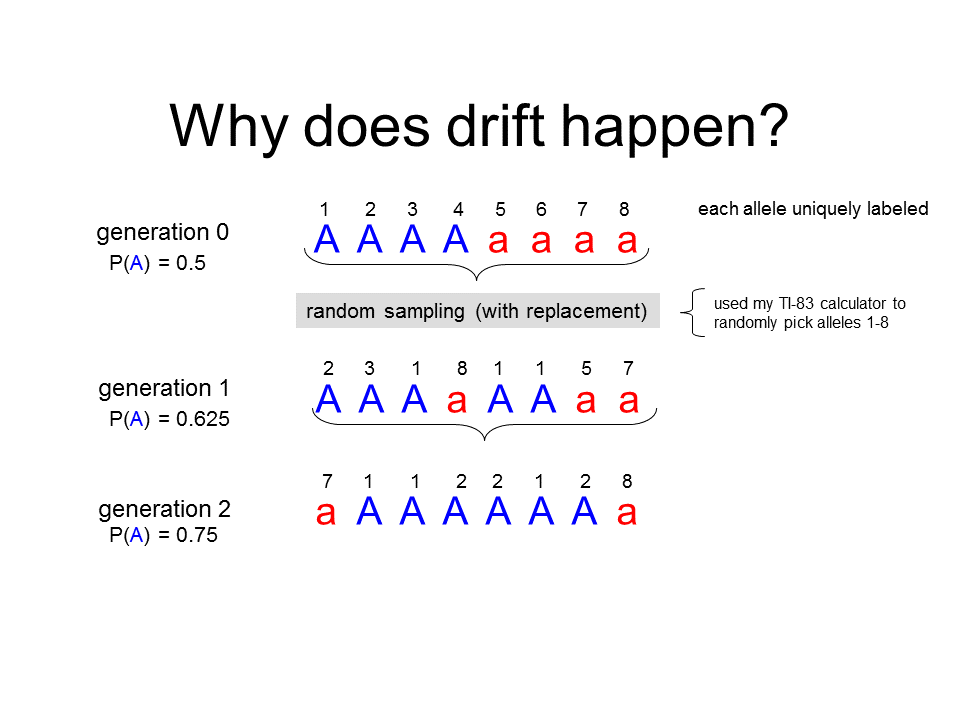 Why does drift happen?
1 2 3 4 5 6 7 8
each allele uniquely labeled
generation 0
A A A A a a a a
P(A) = 0.5
random sampling (with replacement)
used my TI-83 calculator to
randomly pick alleles 1-8
2 3 1 8 1 1 5 7
generation 1
A A A a A A a a
P(A) = 0.625
7 1 1 2 2 1 2 8
generation 2
a A A A A A A a
P(A) = 0.75